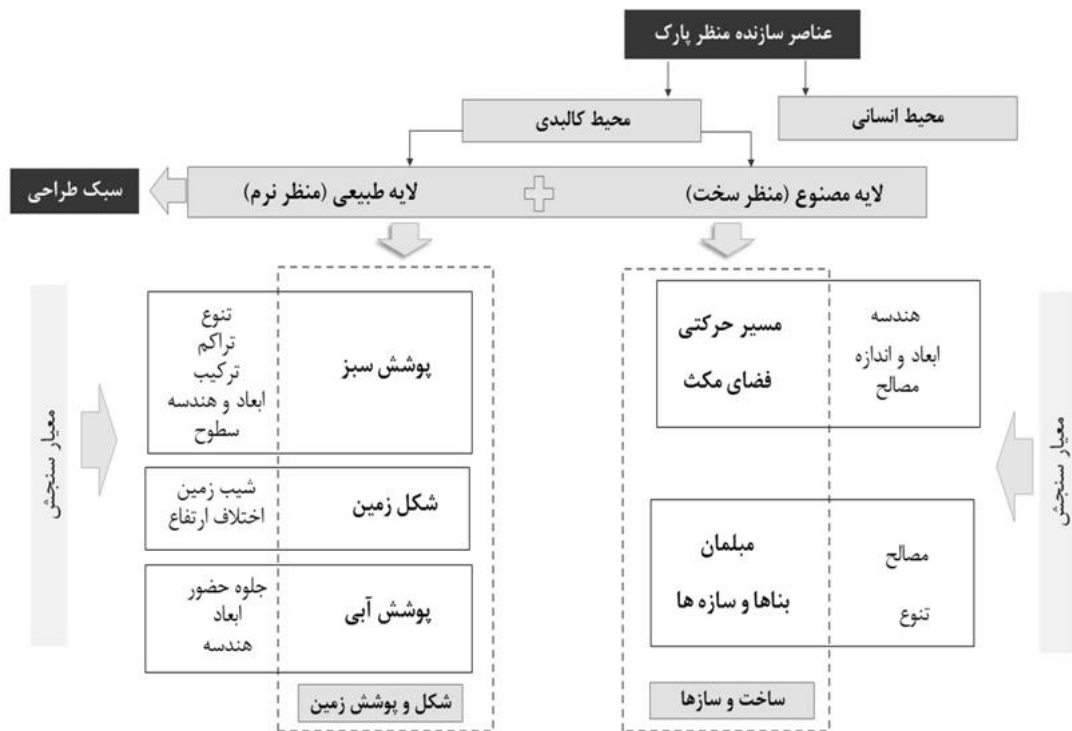 عناصر سازنده منظر پارک
محیط انسانی
محیط کالبدی
لایه مصنوع (منظر سخت)
لایه طبیعی (منظر نرم)
سبک طراحی
معیار سنجش
هندسه
ابعاد و اندازه
مصالح
مسیر حرکتی
فضای مکث
مصالح
تنوع
مبلمان
بناها و سازه ها
ساخت و سازها
پوشش سبز
تنوع
تراکم
ترکیب
ابعاد و هندسه
سطوح
شکل زمین
شیب زمین
اختلاف ارتفاع
پوشش آبی
جلوه حضور
ابعاد
هندسه
شکل و پوشش زمین
معیار سنجش